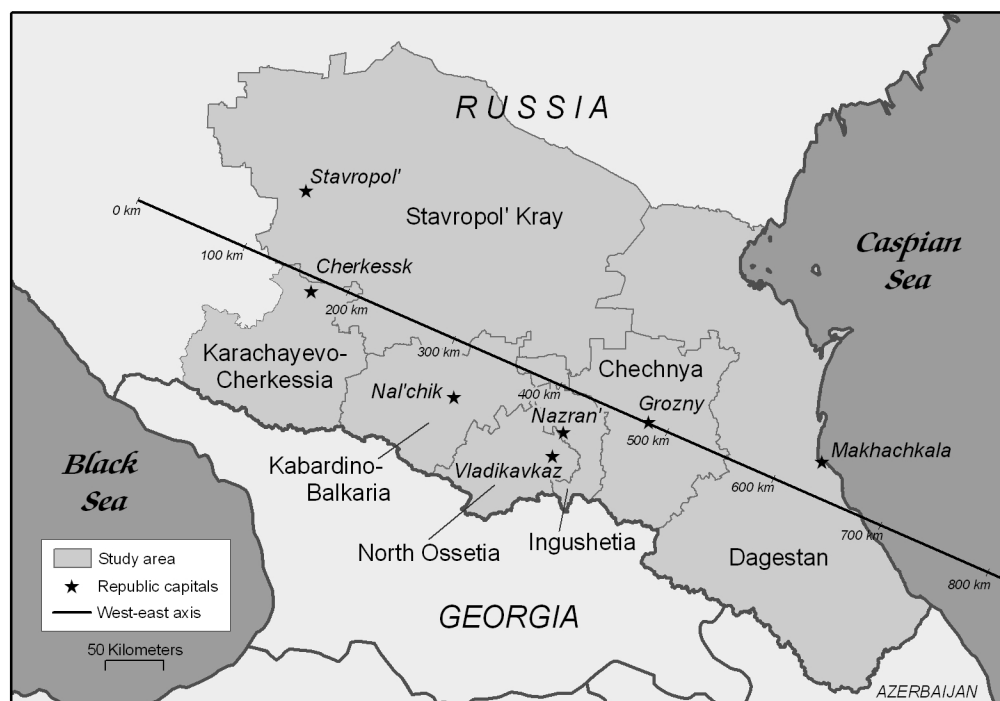 RUSSIA
Stavropol'
0 km
Stavropol' Kray
100 km
Caspian
Sea
Cherkessk
200 km
300 km
Karachayevo-
Cherkessia
Chechnya
400 km
Nal'chik
Grozny
Nazran'
500 km
Black
Sea
Makhachkala
Kabardino-
Balkaria
Vladikavkaz
600 km
700 km
North Ossetia
Ingushetia
Dagestan
800 km
Study area
Republic capitals
West-east axis
GEORGIA
50 Kilometers
AZERBAIJAN